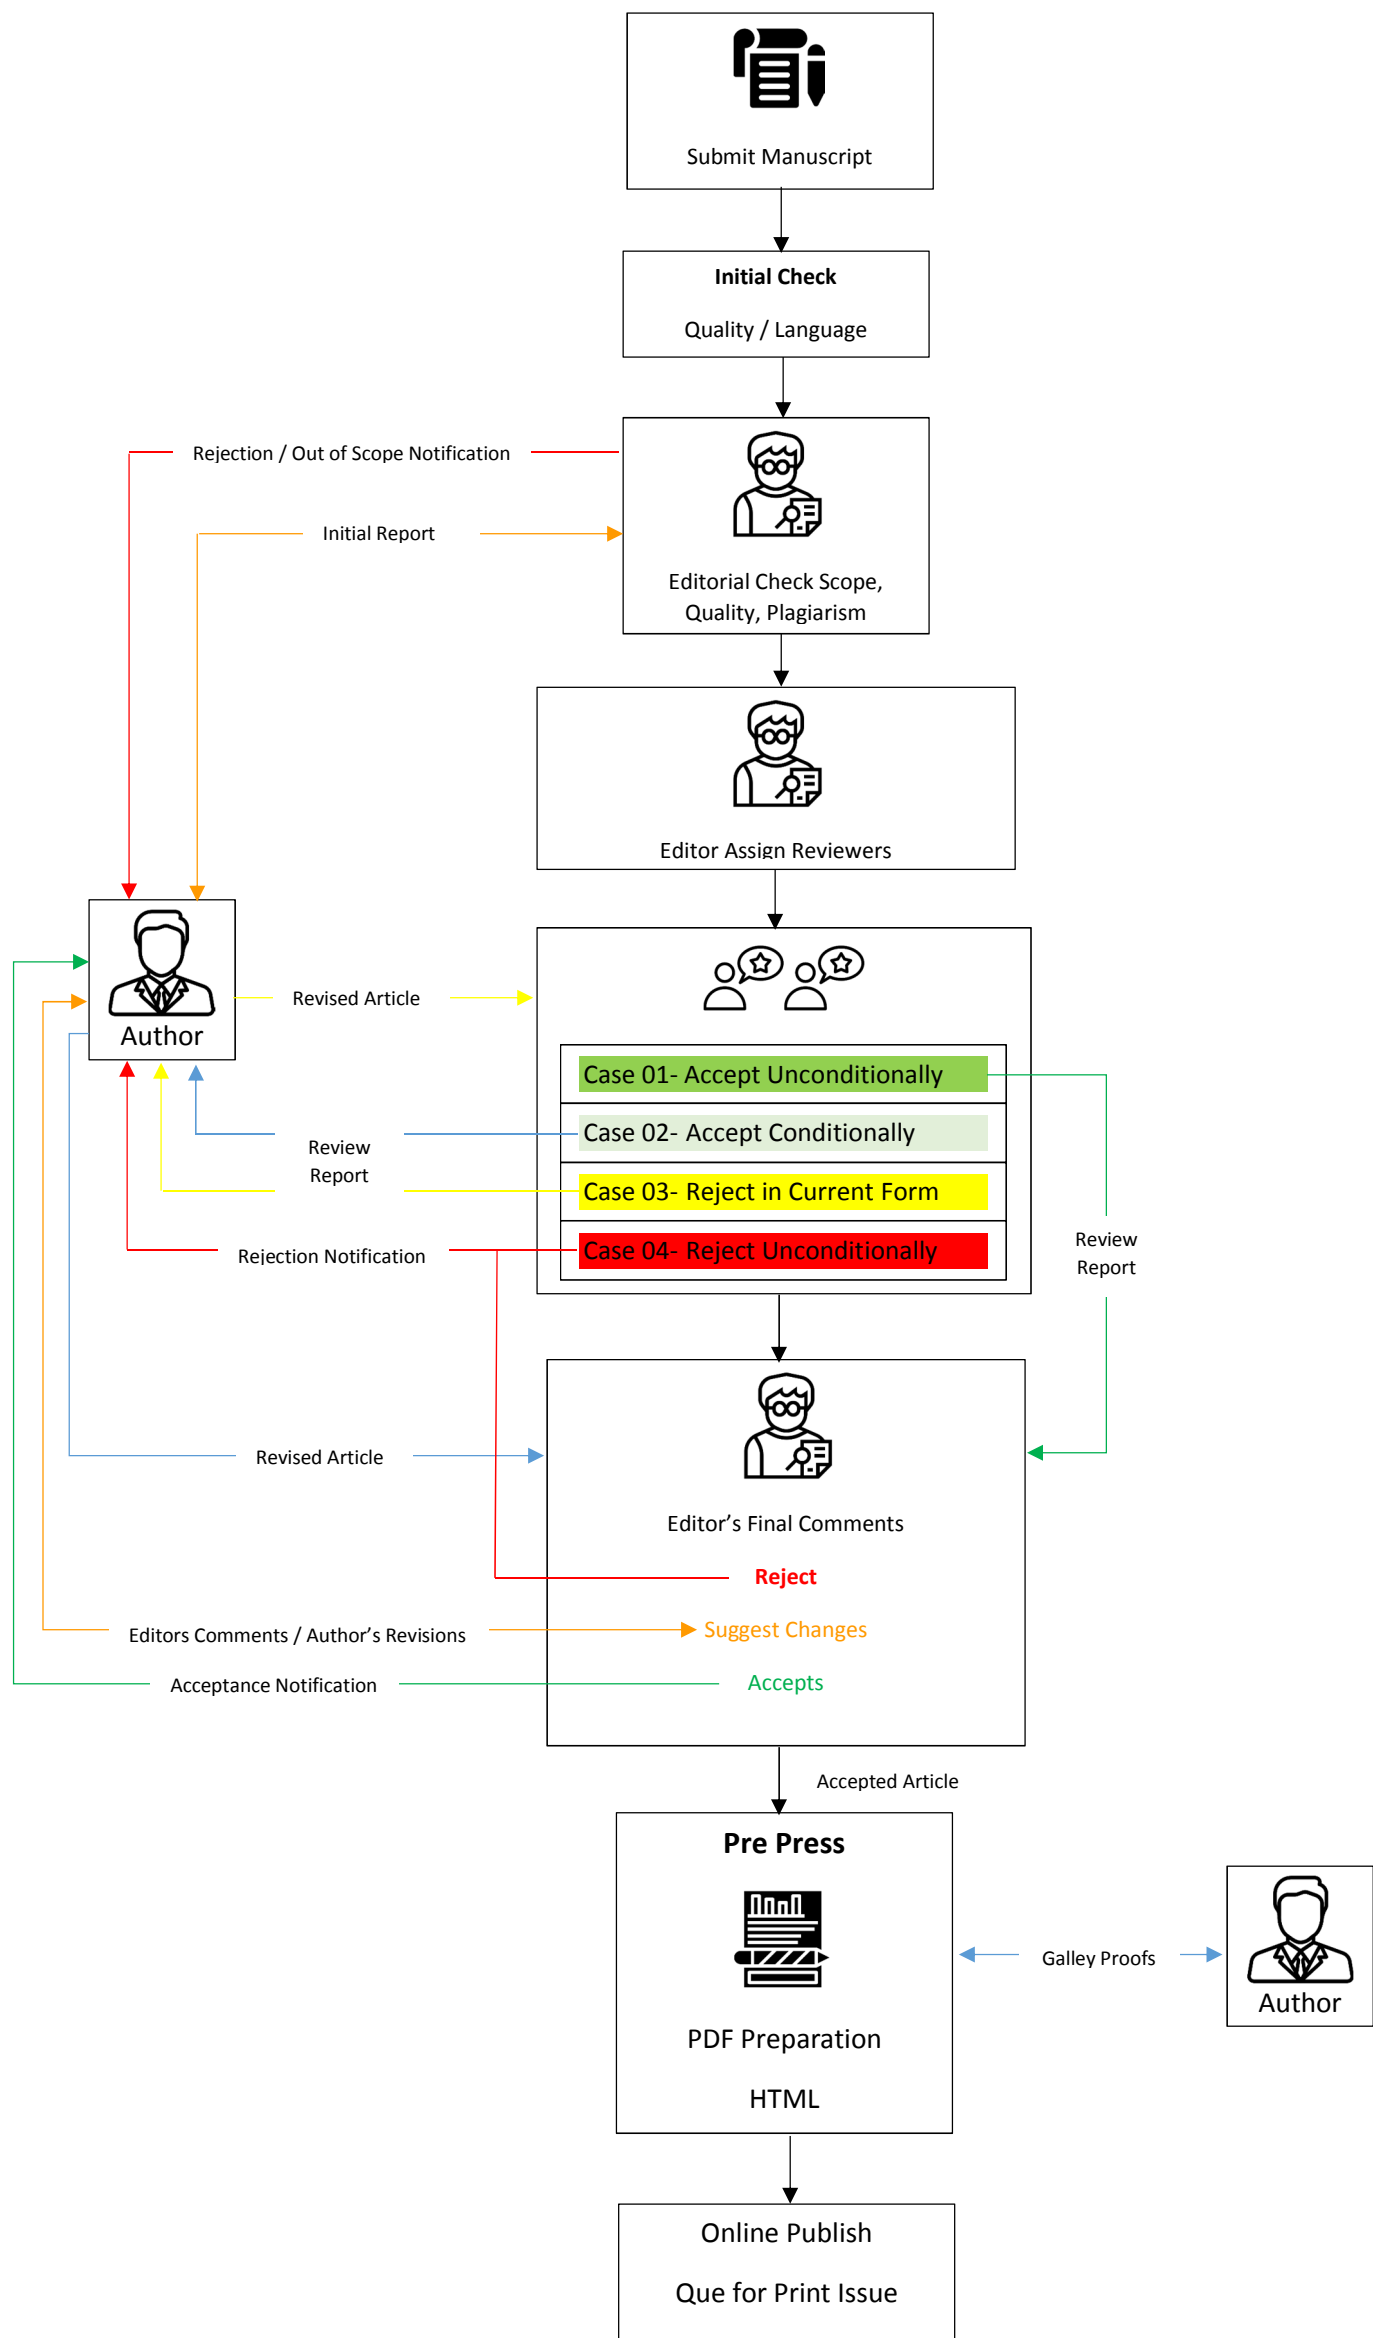 Submit Manuscript
Initial Check
Quality / Language
Rejection / Out of Scope Notification
Initial Report
Editorial Check Scope,
Quality, Plagiarism
Editor Assign Reviewers
Author
Revised Article
Case 01- Accept Unconditionally
Case 02- Accept Conditionally
Review
Report
Case 03- Reject in Current Form
Rejection Notification
Case 04- Reject Unconditionally
Review
Report
Revised Article
Editor’s Final Comments
Reject
Editors Comments / Author’s Revisions
Suggest Changes
Acceptance Notification
Accepts
Accepted Article
Pre Press
Galley Proofs
Author
PDF Preparation
HTML
Online Publish
Que for Print Issue